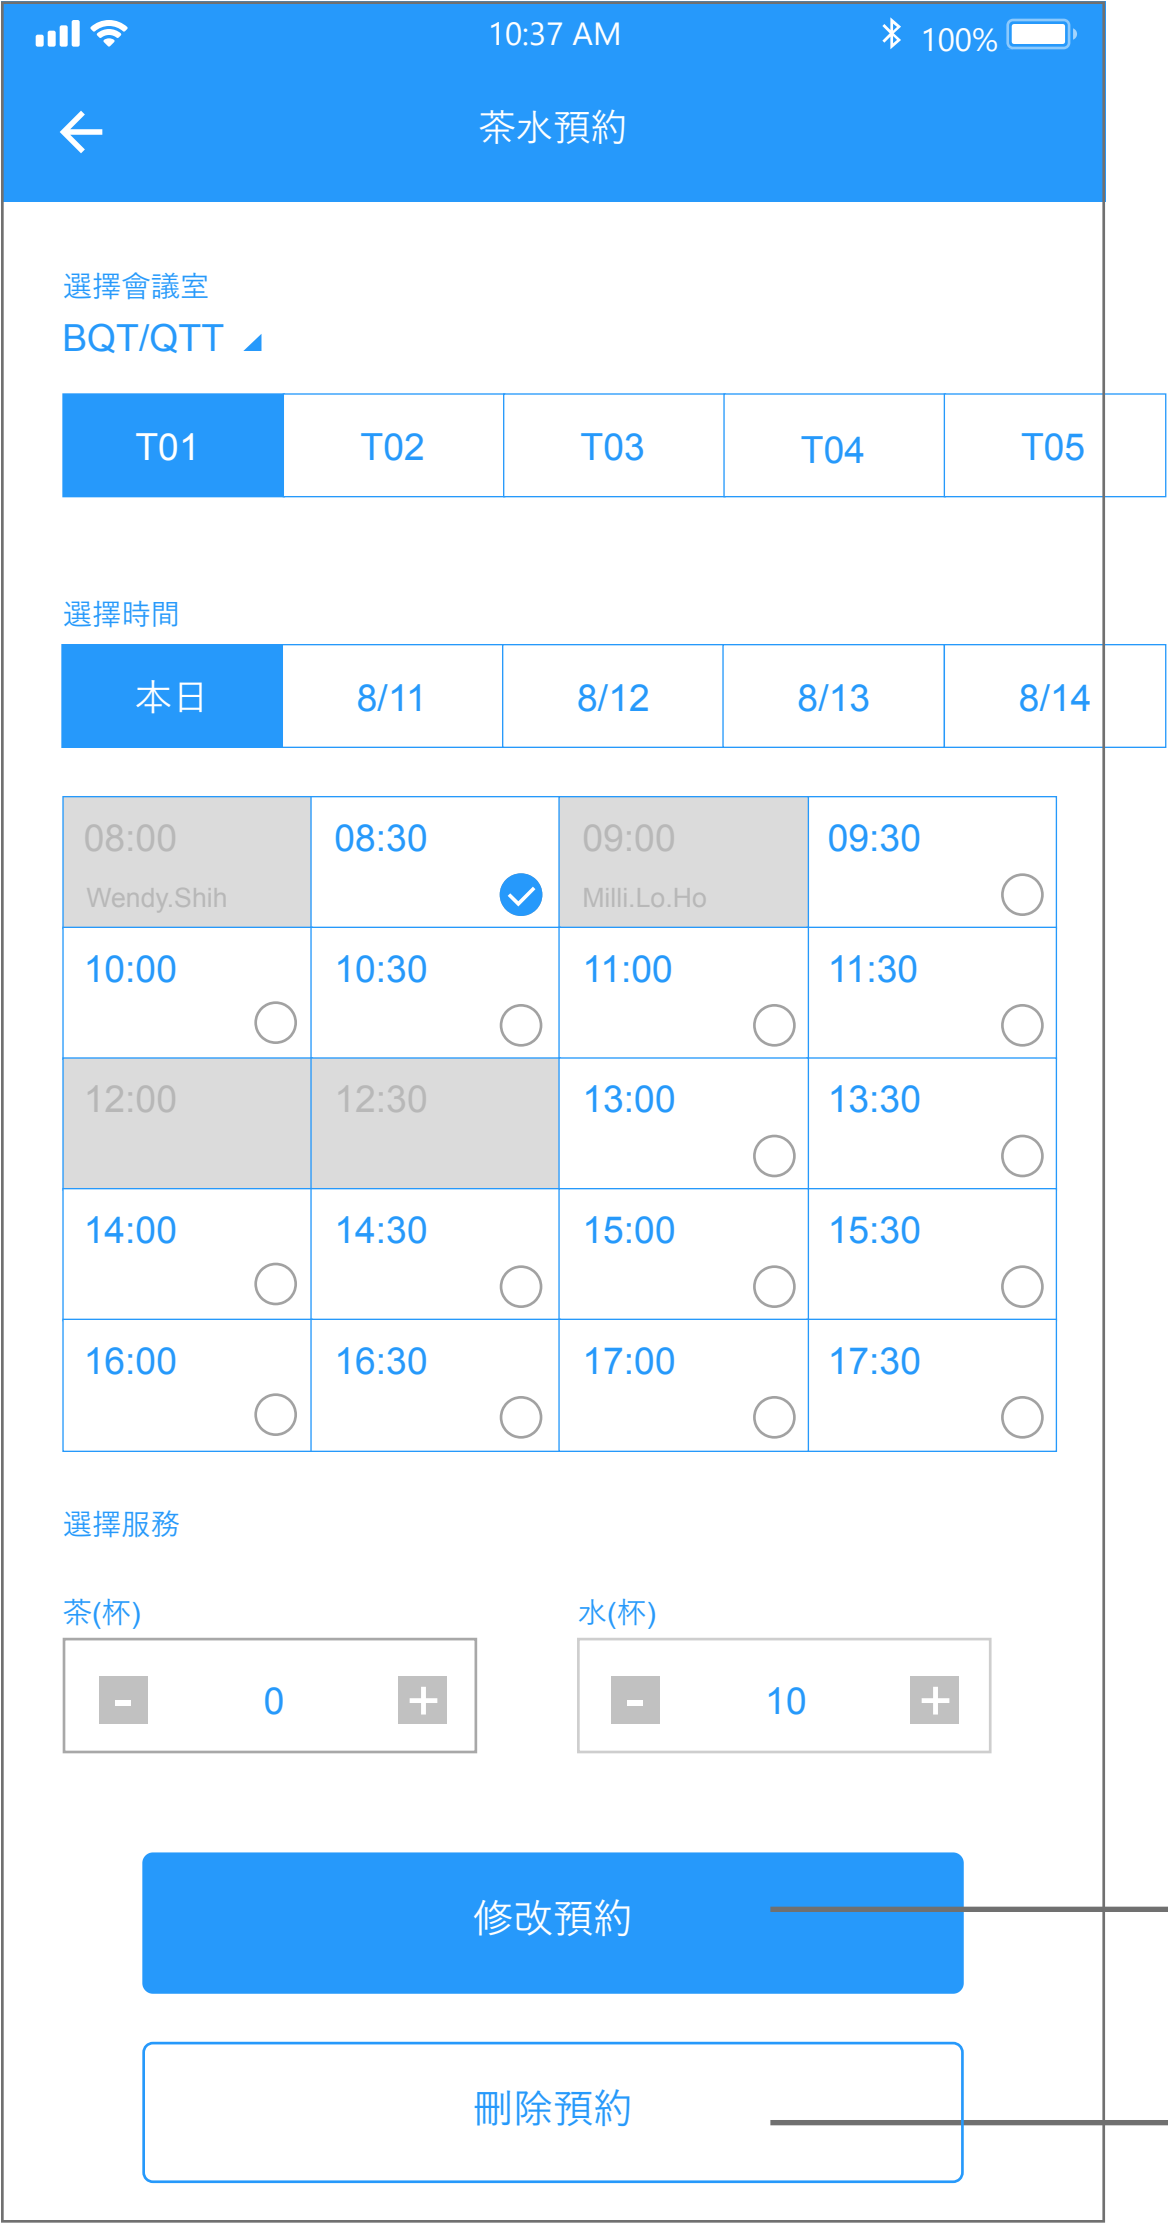 10:37 AM 100%
茶水預約
選擇會議室
BQT/QTT
T01 T02 T03 T04 T05
選擇時間
本日 8/11 8/12 8/13 8/14
08:00 08:30 09:00 09:30
Wendy.Shih Milli.Lo.Ho
10:00 10:30 11:00 11:30
12:00 12:30 13:00 13:30
14:00 14:30 15:00 15:30
16:00 16:30 17:00 17:30
選擇服務
茶(杯) 水(杯)
- 0 + - 10 +
修改預約
刪除預約